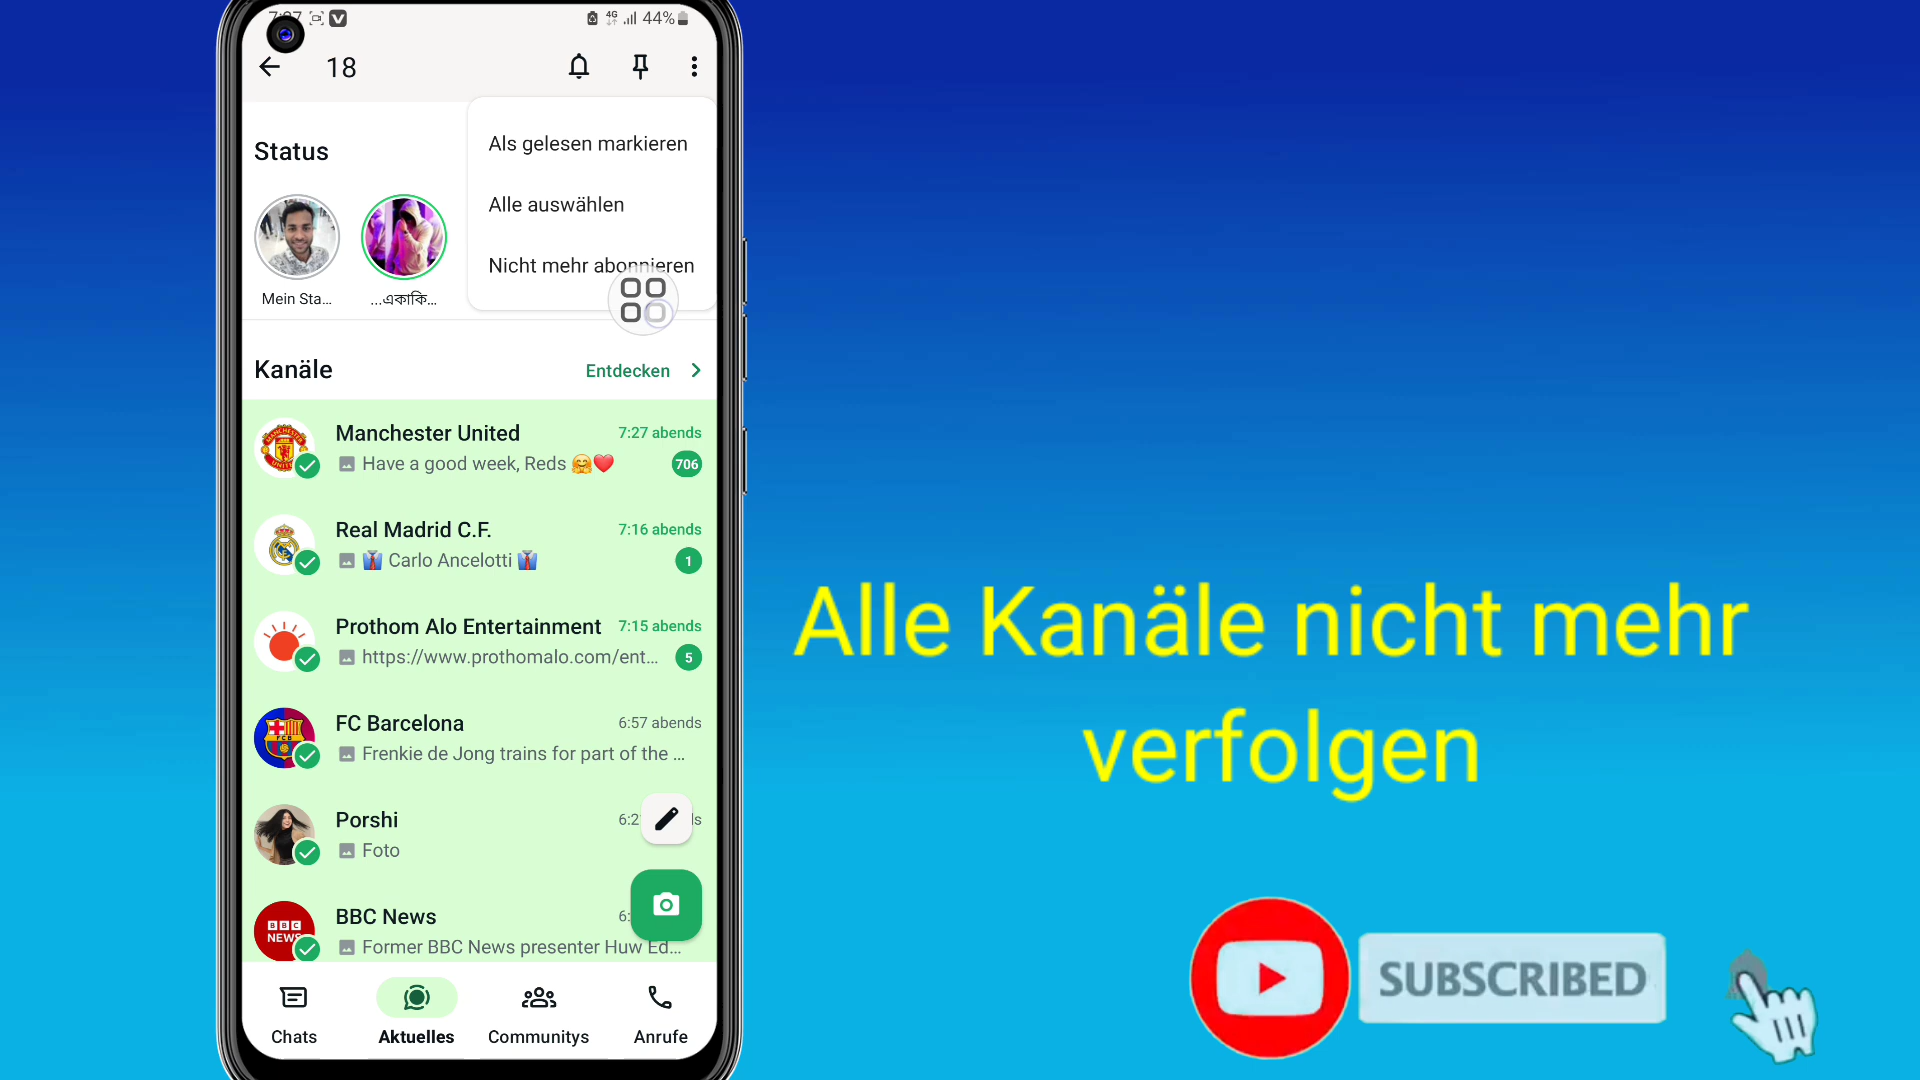 44%
18
Als gelesen markieren
Status
Alle auswählen
Nicht mehr abonnieren
Mein Sta...
...একাকি...
Kanäle
Entdecken
Manchester United
7:27 abends
Have a good week, Reds 🤗❤️
706
Real Madrid C.F.
7:16 abends
👔 Carlo Ancelotti 👔
1
Prothom Alo Entertainment
7:15 abends
https://www.prothomalo.com/ent...
5
FC Barcelona
6:57 abends
Frenkie de Jong trains for part of the ...
Porshi
Foto
BBC News
Former BBC News presenter Huw Ed...
Chats
Aktuelles
Communitys
Anrufe
Alle Kanäle nicht mehr
verfolgen
SUBSCRIBED